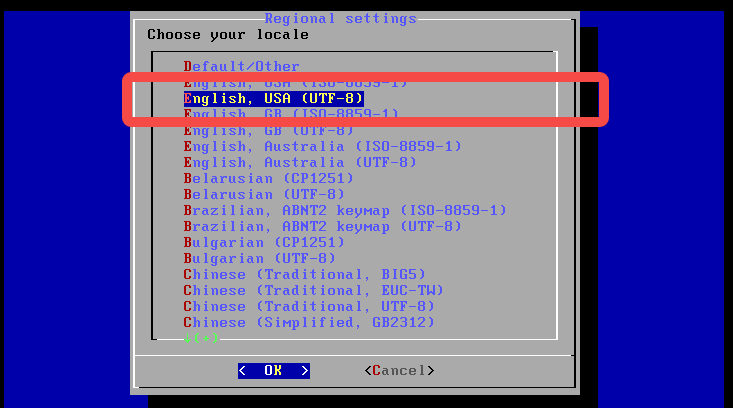 Regional settings
Choose your locale
Default/Other
English, USA (ISO-8859-1)
English, USA (UTF-8)
English, GB (ISO-8859-1)
English, GB (UTF-8)
English, Australia (ISO-8859-1)
English, Australia (UTF-8)
Belarusian (CP1251)
Belarusian (UTF-8)
Brazilian, ABNT2 keymap (ISO-8859-1)
Brazilian, ABNT2 keymap (UTF-8)
Bulgarian (CP1251)
Bulgarian (UTF-8)
Chinese (Traditional, BIG5)
Chinese (Traditional, EUC-TW)
Chinese (Traditional, UTF-8)
Chinese (Simplified, GB2312)
↓(+)
< OK > <Cancel>